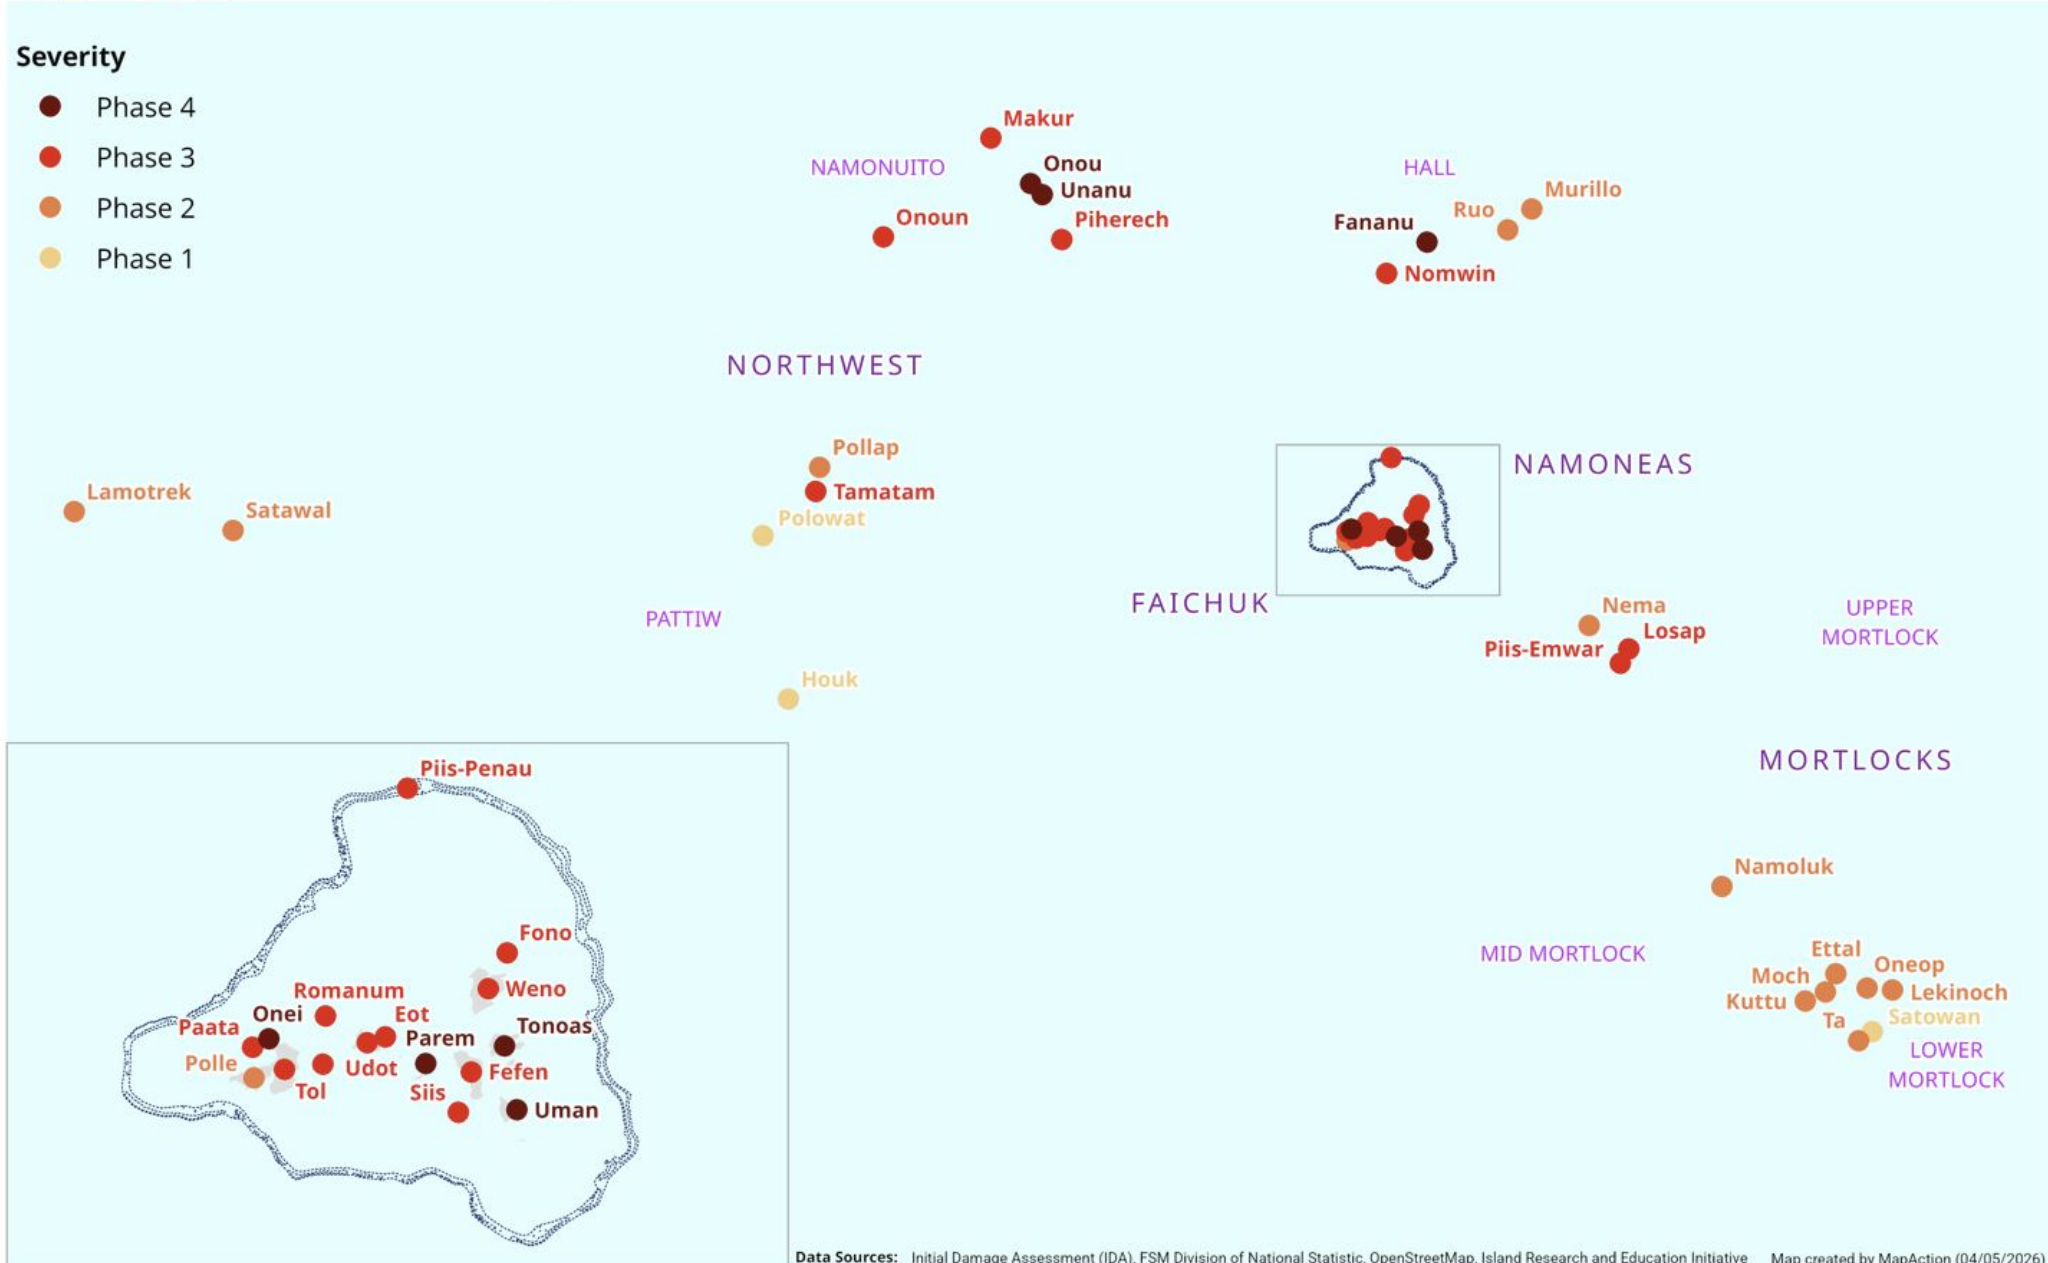 Severity
Phase 4
Phase 3
Phase 2
Phase 1
Makur
NAMONUITO
Onou
Unanu
Onoun
Piherech
HALL
Murillo
Ruo
Fananu
Nomwin
NORTHWEST
Pollap
Tamatam
Polowat
Lamotrek
Satawal
NAMONEAS
FAICHUK
PATTIW
Houk
Nema
Losap
Piis-Emwar
UPPER
MORTLOCK
MORTLOCKS
Namoluk
MID MORTLOCK
Ettal
Oneop
Moch
Lekinoch
Kuttu
Satowan
Ta
LOWER
MORTLOCK
Piis-Penau
Fono
Weno
Romanum
Onei
Eot
Paata
Parem
Tonoas
Polle
Udot
Fefen
Tol
Siis
Uman
Data Sources: Initial Damage Assessment (IDA), FSM Division of National Statistic, OpenStreetMap, Island Research and Education Initiative
Map created by MapAction (04/05/2026)